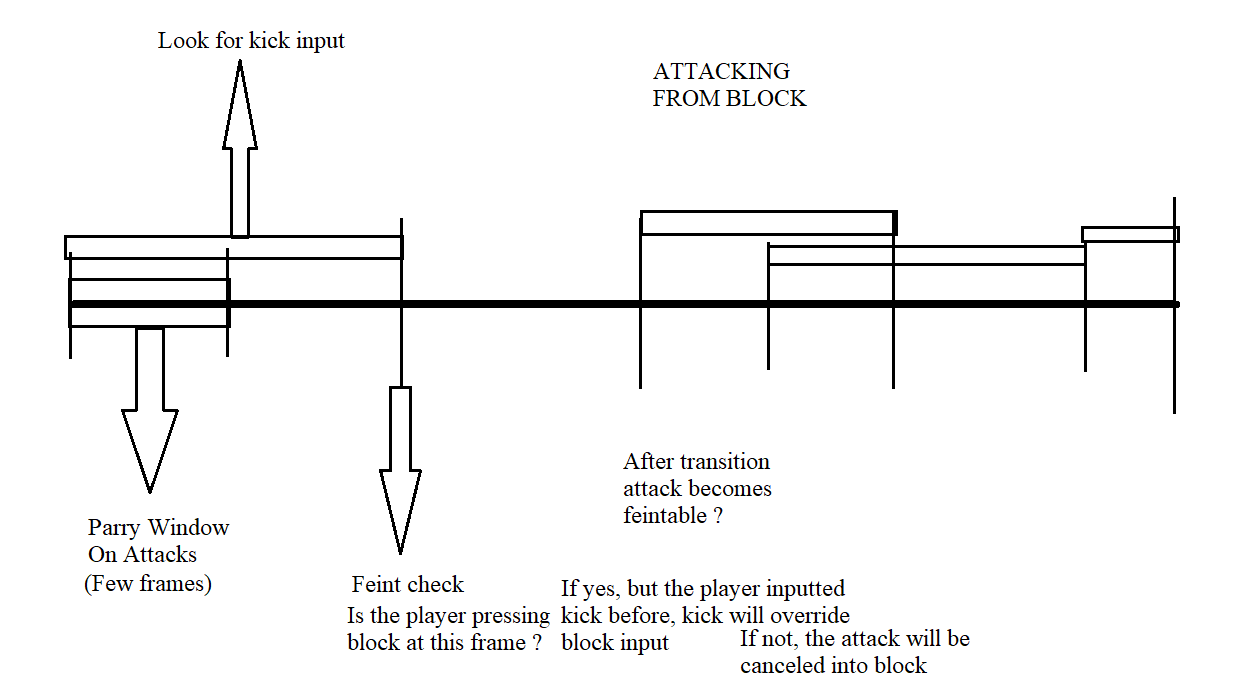 Look for kick input
ATTACKING
FROM BLOCK
After transition
attack becomes
feintable ?
Parry Window
On Attacks
(Few frames)
Feint check
Is the player pressing
block at this frame ?
If yes, but the player inputted
kick before, kick will override
block input
If not, the attack will be
canceled into block